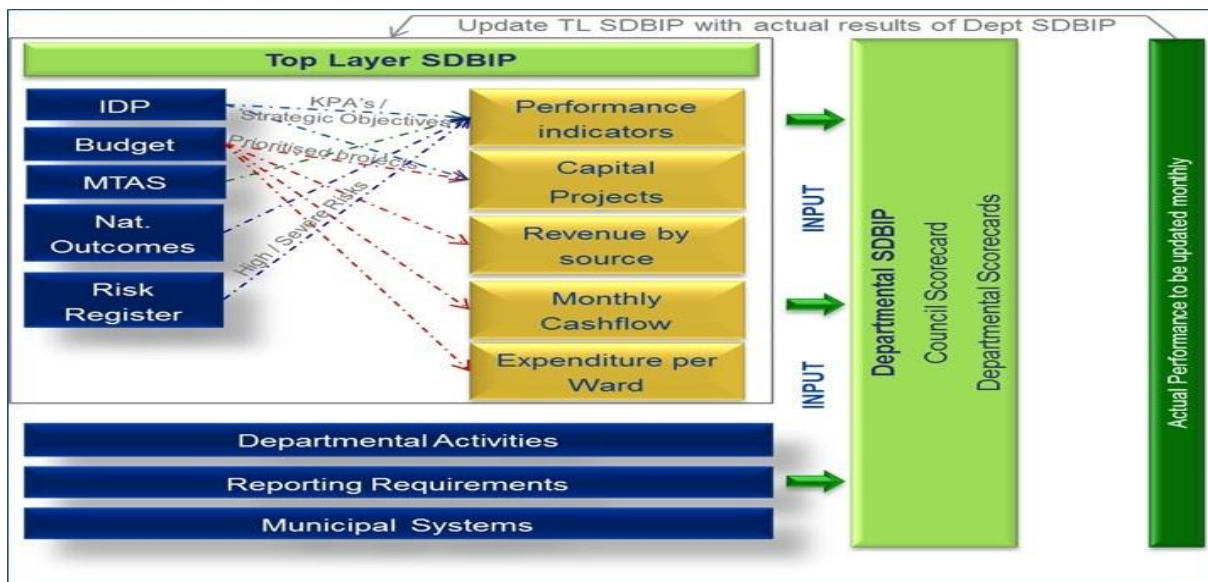 Update TL SDBIP with actual results of Dept SDBIP
Top Layer SDBIP
IDP
Budget
MTAS
Nat.
Outcomes
Risk
Register
KPA's /
Strategic Objectives
Prioritised projects
High / Severe Risks
Performance
indicators
Capital
Projects
Revenue by
source
Monthly
Cashflow
Expenditure per
Ward
INPUT
INPUT
Departmental SDBIP
Council Scorecard
Departmental Scorecards
Actual Performance to be updated monthly
Departmental Activities
Reporting Requirements
Municipal Systems